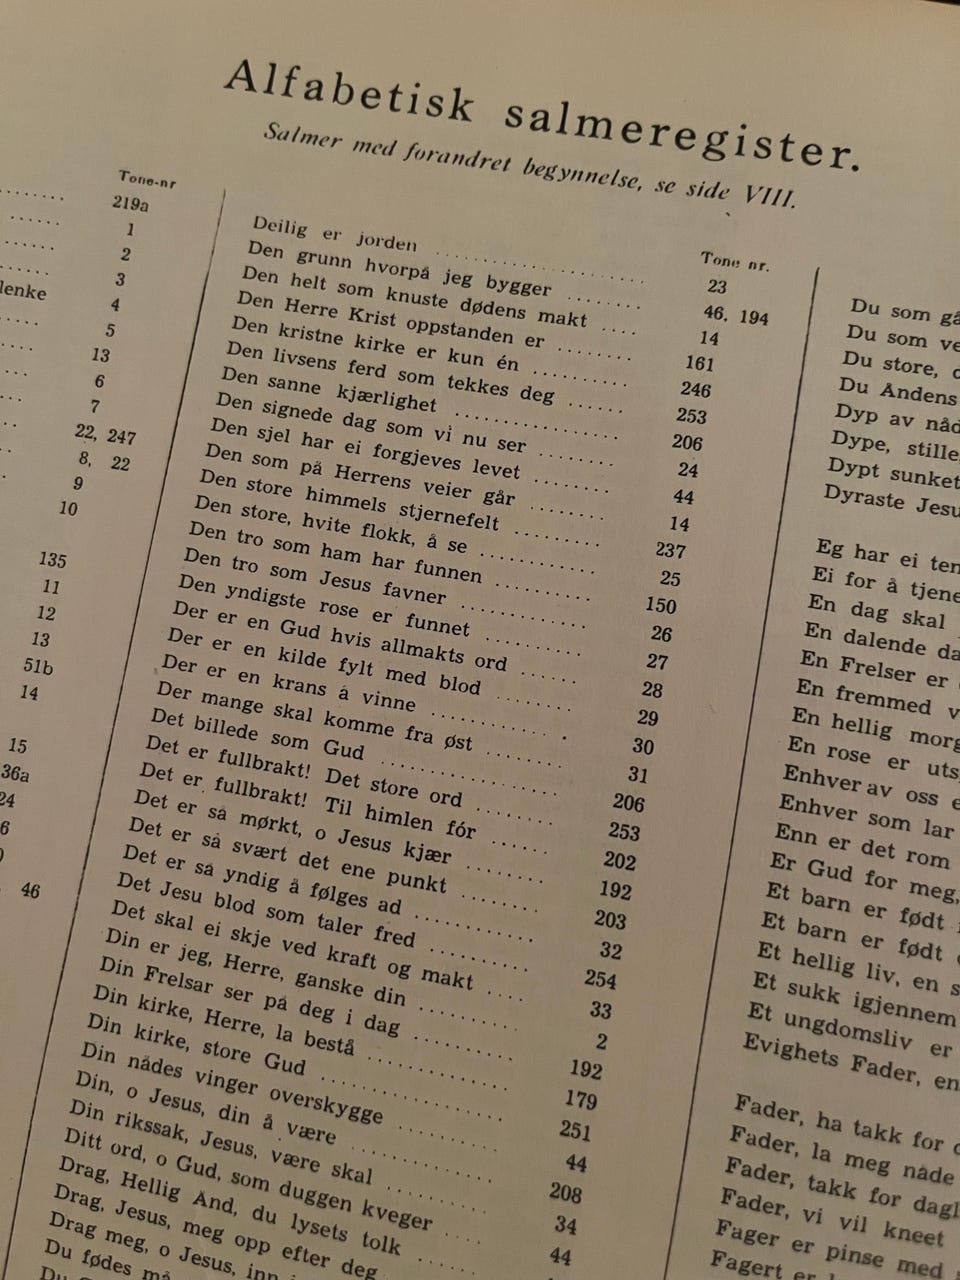 Alfabetisk salmeregister.
Salmer med forandret begynnelse, se side VIII.
Tone-nr
219a
1
2
3
lenke 4
5
13
6
7
22, 247
8, 22
9
10
135
11
12
13
51b
14
15
36a
24
6
46
Tone nr.
Deilig er jorden .......... 23
Den grunn hvorpå jeg bygger ........ 46, 194
Den helt som knuste dødens makt .... 14
Den Herre Krist oppstanden er ........ 161
Den kristne kirke er kun én .......... 246
Den livsens ferd som tekkes deg ...... 253
Den sanne kjærlighet .......... 206
Den signede dag som vi nu ser ........ 24
Den sjel har ei forgjeves levet ........ 44
Den som på Herrens veier går ........ 14
Den store himmels stjernefelt ......... 237
Den store, hvite flokk, å se .......... 25
Den tro som ham har funnen .......... 150
Den tro som Jesus favner .......... 26
Den yndigste rose er funnet .......... 27
Der er en Gud hvis allmakts ord ...... 28
Der er en kilde fylt med blod ........ 29
Der er en krans å vinne .......... 30
Der mange skal komme fra øst ........ 31
Det billede som Gud .......... 206
Det er fullbrakt! Det store ord ........ 253
Det er fullbrakt! Til himlen fór ...... 202
Det er så mørkt, o Jesus kjær ........ 192
Det er så svært det ene punkt ........ 203
Det er så yndig å følges ad .......... 32
Det Jesu blod som taler fred ........ 254
Det skal ei skje ved kraft og makt .... 33
Din er jeg, Herre, ganske din ........ 2
Din Frelsar ser på deg i dag .......... 192
Din kirke, Herre, la bestå .......... 179
Din kirke, store Gud .......... 251
Din nådes vinger overskygge .......... 44
Din, o Jesus, din å være .......... 208
Din rikssak, Jesus, være skal ........ 34
Ditt ord, o Gud, som duggen kveger 44
Drag, Hellig And, du lysets tolk ......
Drag, Jesus, meg opp efter deg ....
Drag meg, o Jesus, inn
Du fødes
Du
Du som gå
Du som ve
Du store,
Du Andens
Dyp av nåd
Dype, stille
Dypt sunket
Dyraste Jesu
Eg har ei ten
Ei for å tjene
En dag skal
En dalende da
En Frelser er
En fremmed v
En hellig morg
En rose er uts
Enhver av oss e
Enhver som lar
Enn er det rom
Er Gud for meg,
Et barn er født
Et barn er født
Et hellig liv, en s
Et sukk igjennem
Et ungdomsliv er
Evighets Fader, en
Fader, ha takk for
Fader, la meg nåde
Fader, takk for dagl
Fader, vi vil kneet
Fager er pinse med
Fagert er